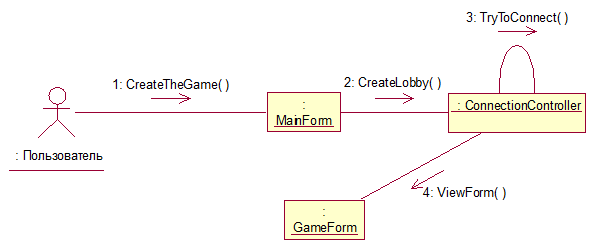 3: TryToConnect( )
1: CreateTheGame( )
2: CreateLobby( )
: ConnectionController
:
MainForm
: Пользователь
4: ViewForm( )
:
GameForm